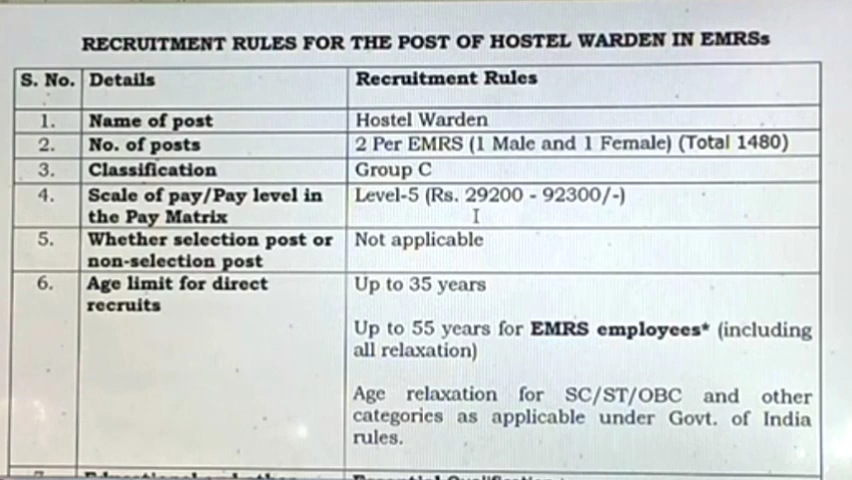 RECRUITMENT RULES FOR THE POST OF HOSTEL WARDEN IN EMRSs
S. No. Details Recruitment Rules
1. Name of post Hostel Warden
2. No. of posts 2 Per EMRS (1 Male and 1 Female) (Total 1480)
3. Classification Group C
4. Scale of pay/Pay level in Level-5 (Rs. 29200 - 92300/-)
the Pay Matrix
5. Whether selection post or Not applicable
non-selection post
6. Age limit for direct Up to 35 years
recruits
Up to 55 years for EMRS employees* (including
all relaxation)
Age relaxation for SC/ST/OBC and other
categories as applicable under Govt. of India
rules.